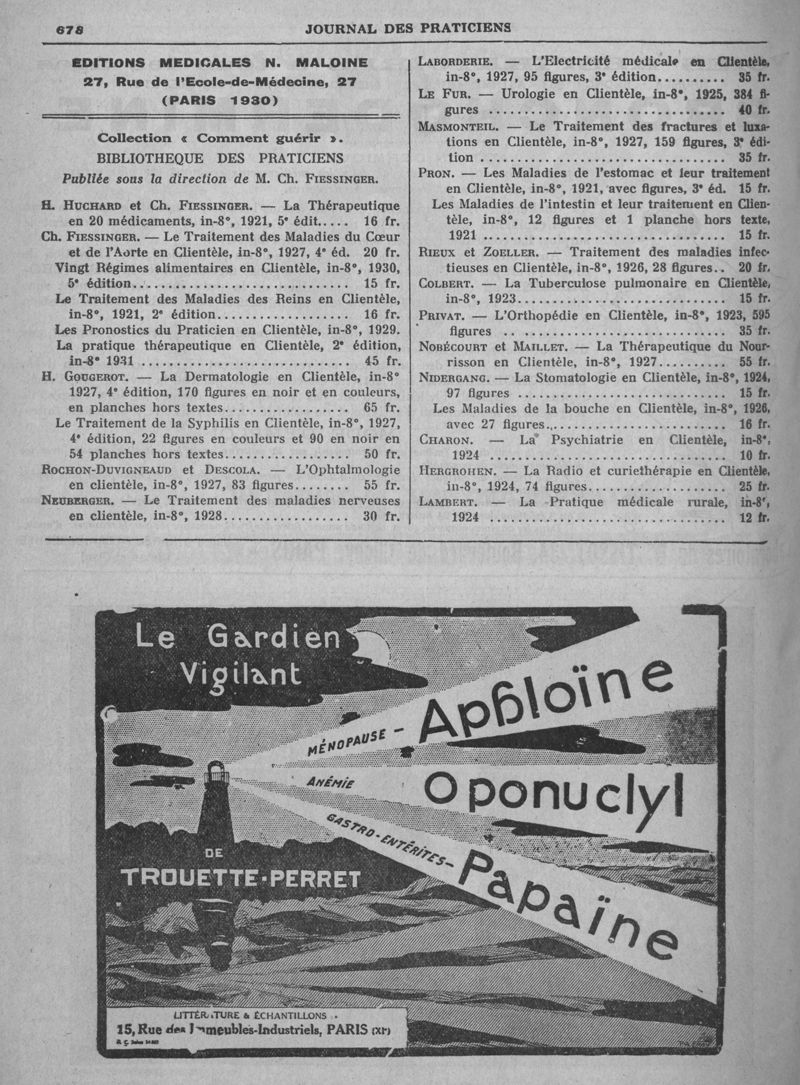 678
JOURNAL DES PRATICIENS
EDITIONS MEDICALES N. MALOINE
27, Rue de l'Ecole-de-Médecine, 27
(PARIS 1930)
Collection « Comment guérir ».
BIBLIOTHEQUE DES PRATICIENS
Publiée sous la direction de M. Ch. FIESSINGER.
H. HUCHARD et Ch. FIESSINGER. — La Thérapeutique
en 20 médicaments, in-8°, 1921, 5e édit..... 16 fr.
Ch. FIESSINGER. — Le Traitement des Maladies du Cœur
et de l'Aorte en Clientèle, in-8°, 1927, 4e éd. 20 fr.
Vingt Régimes alimentaires en Clientèle, in-8°, 1930,
5e édition............................... 15 fr.
Le Traitement des Maladies des Reins en Clientèle,
in-8°, 1921, 2e édition................... 16 fr.
Les Pronostics du Praticien en Clientèle, in-8°, 1929.
La pratique thérapeutique en Clientèle, 2e édition,
in-8° 1931 .............................. 45 fr.
H. GOUGEROT. — La Dermatologie en Clientèle, in-8°
1927, 4e édition, 170 figures en noir et en couleurs,
en planches hors textes.................. 65 fr.
Le Traitement de la Syphilis en Clientèle, in-8°, 1927,
4e édition, 22 figures en couleurs et 90 en noir en
54 planches hors textes.................. 50 fr.
ROCHON-DUVIGNEAUD et DESCOLA. — L'Ophtalmologie
en clientèle, in-8°, 1927, 83 figures........ 55 fr.
NEUBERGER. — Le Traitement des maladies nerveuses
en clientèle, in-8°, 1928.................. 30 fr.
LABORDERIE. — L'Electricité médicale en Clientèle,
in-8°, 1927, 95 figures, 3e édition.......... 35 fr.
LE FUR. — Urologie en Clientèle, in-8°, 1925, 384 fi-
gures .................................. 40 fr.
MASMONTEIL. — Le Traitement des fractures et luxa-
tions en Clientèle, in-8°, 1927, 159 figures, 3e édi-
tion ................................... 35 fr.
PRON. — Les Maladies de l'estomac et leur traitement
en Clientèle, in-8°, 1921, avec figures, 3e éd. 15 fr.
Les Maladies de l'intestin et leur traitement en Clien-
tèle, in-8°, 12 figures et 1 planche hors texte,
1921 ................................... 15 fr.
RIEUX et ZOELLER. — Traitement des maladies infec-
tieuses en Clientèle, in-8°, 1926, 28 figures.. 20 fr.
COLBERT. — La Tuberculose pulmonaire en Clientèle,
in-8°, 1923.............................. 15 fr.
PRIVAT. — L'Orthopédie en Clientèle, in-8°, 1923, 595
figures .. .............................. 35 fr.
NOBÉCOURT et MAILLET. — La Thérapeutique du Nour-
risson en Clientèle, in-8°, 1927.......... 55 fr.
NIDERGANG. — La Stomatologie en Clientèle, in-8°, 1924,
97 figures .............................. 15 fr.
Les Maladies de la bouche en Clientèle, in-8°, 1926,
avec 27 figures.......................... 16 fr.
CHARON. — La Psychiatrie en Clientèle, in-8°,
1924 ................................... 10 fr.
HERGROHEN. — La Radio et curiethérapie en Clientèle,
in-8°, 1924, 74 figures.................... 25 fr.
LAMBERT. — La Pratique médicale rurale, in-8°,
1924 ................................... 12 fr.
Le Gardien
Vigilant
MÉNOPAUSE - Aphloïne
ANÉMIE Oponuclyl
GASTRO-ENTÉRITES - Papaïne
DE
TROUETTE-PERRET
LITTÉRATURE & ÉCHANTILLONS
15, Rue des Immeubles-Industriels, PARIS (XIe)